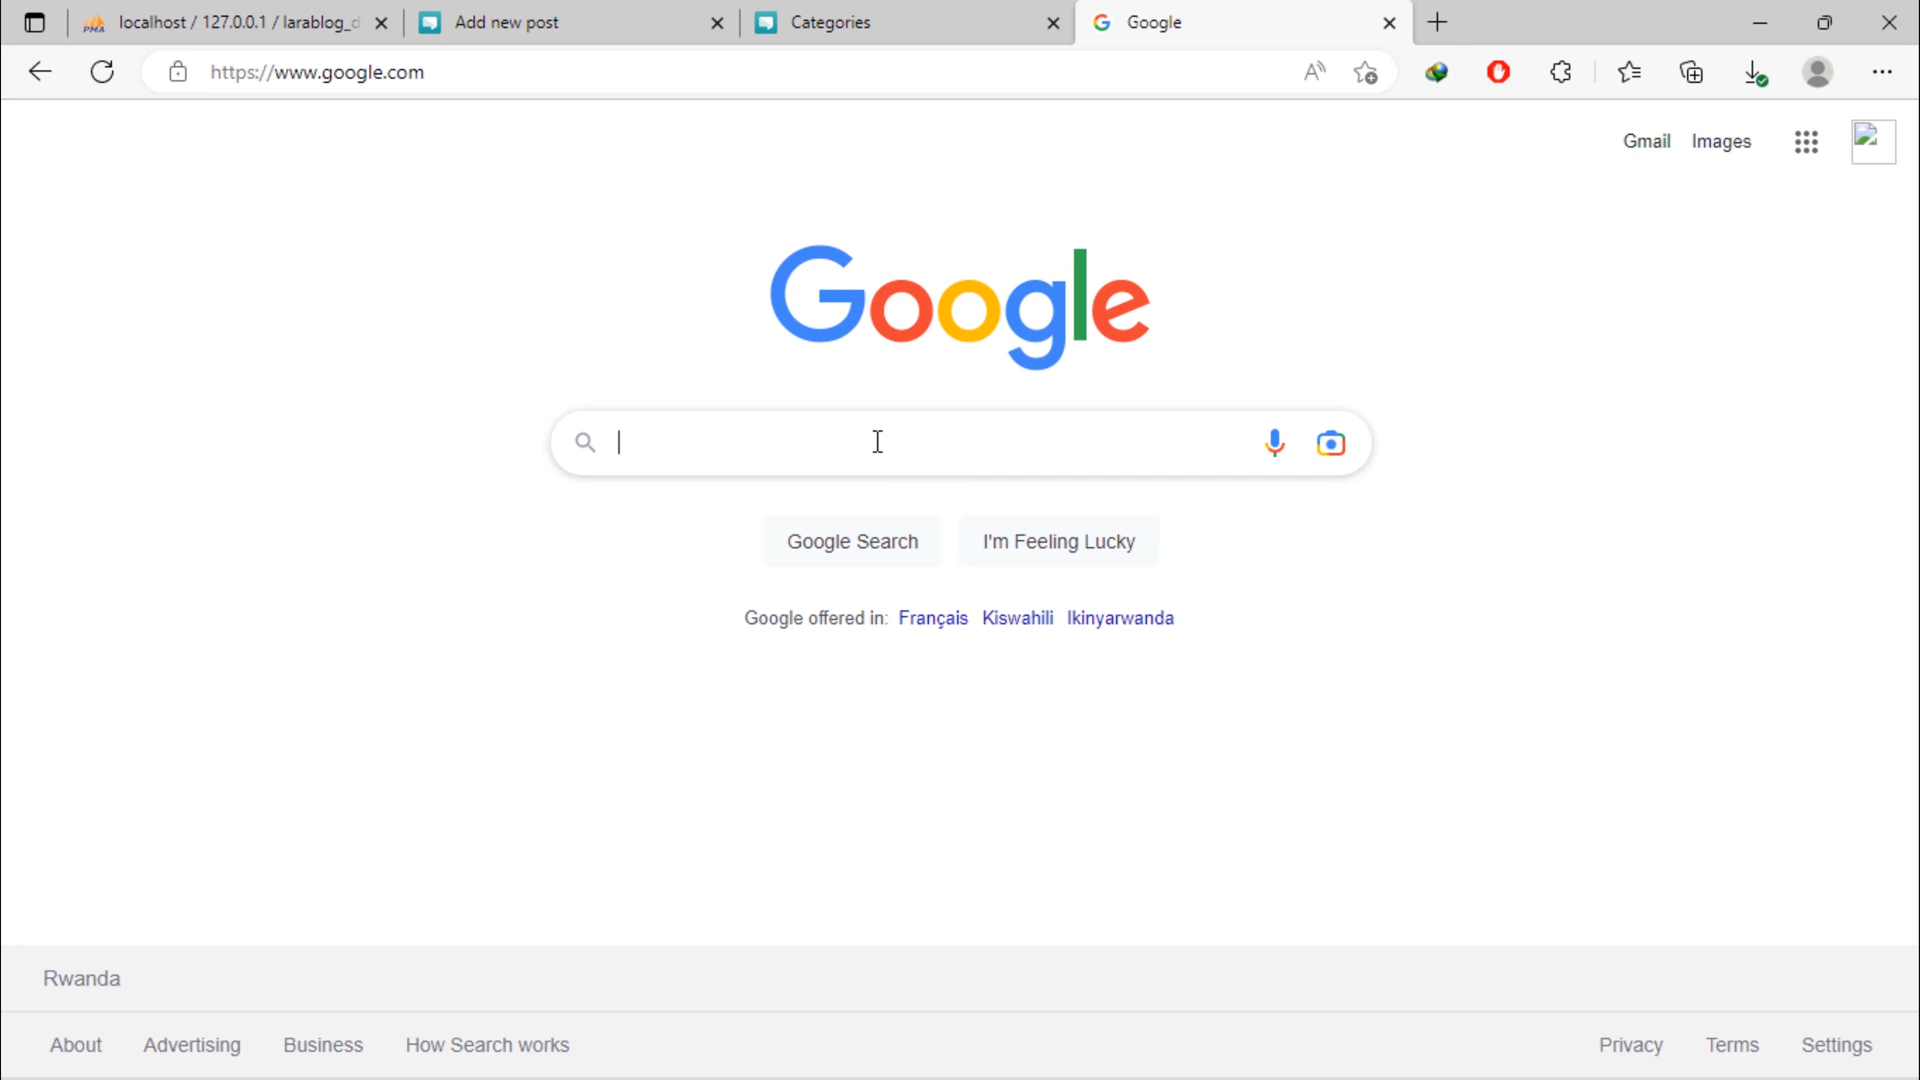 localhost / 127.0.0.1 / larablog_d
Add new post
Categories
Google
https://www.google.com
Gmail Images
Google
Google Search I'm Feeling Lucky
Google offered in: Français Kiswahili Ikinyarwanda
Rwanda
About Advertising Business How Search works Privacy Terms Settings